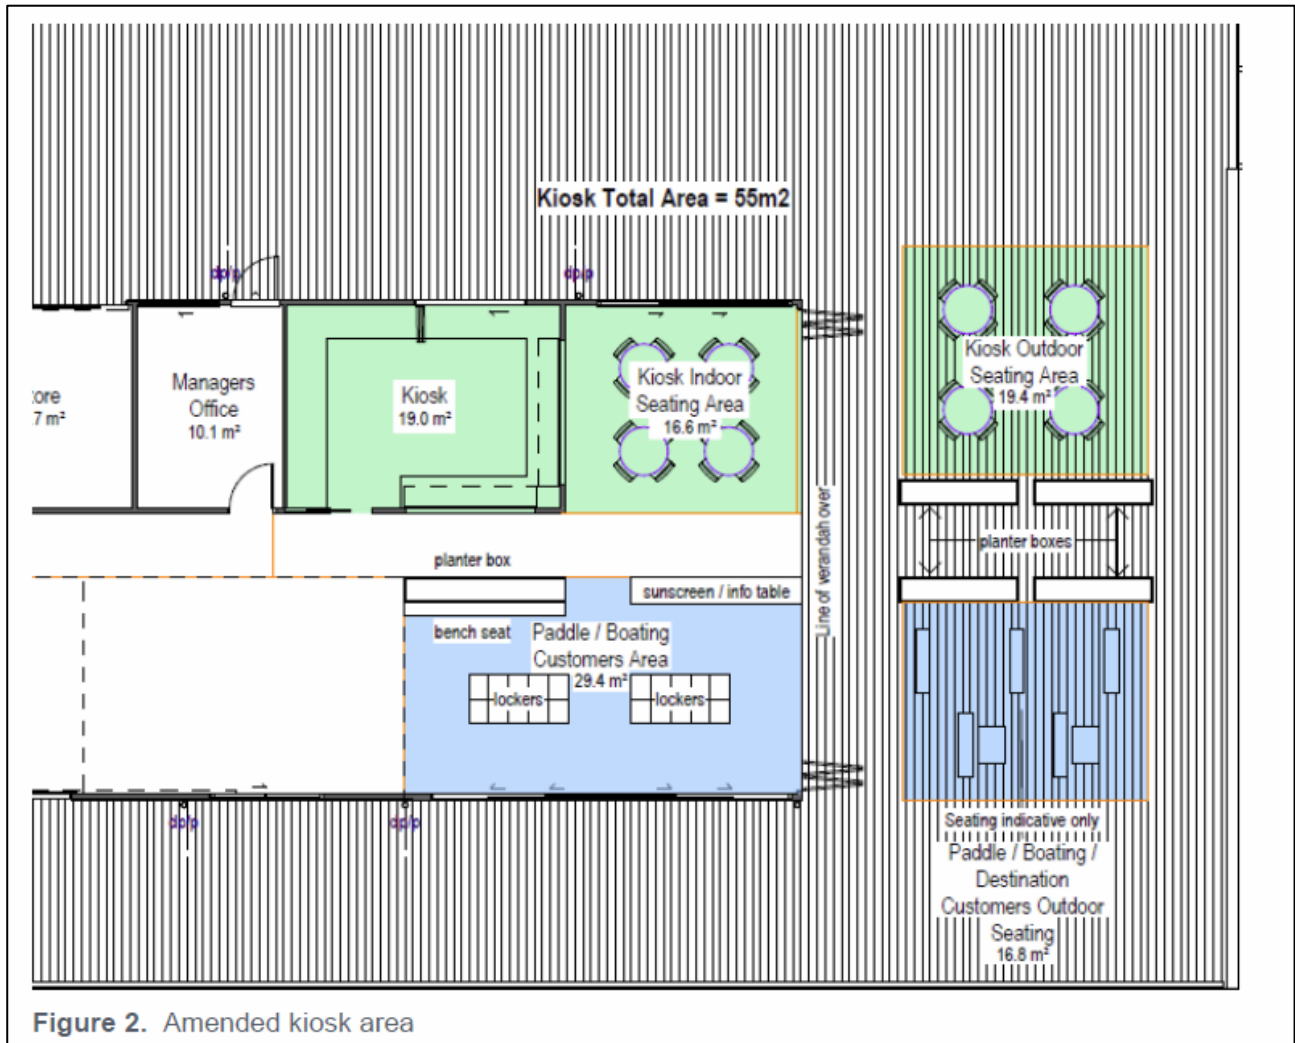 Kiosk Total Area = 55m2
dp/p
dp/p
Managers
Office
10.1 m²
Kiosk
19.0 m²
Kiosk Indoor
Seating Area
16.6 m²
Kiosk Outdoor
Seating Area
19.4 m²
tore
.7 m²
Line of verandah over
planter box
planter boxes
sunscreen / info table
bench seat
Paddle / Boating
Customers Area
29.4 m²
lockers
lockers
dp/p
dp/p
Seating indicative only
Paddle / Boating /
Destination
Customers Outdoor
Seating
16.8 m²
Figure 2. Amended kiosk area